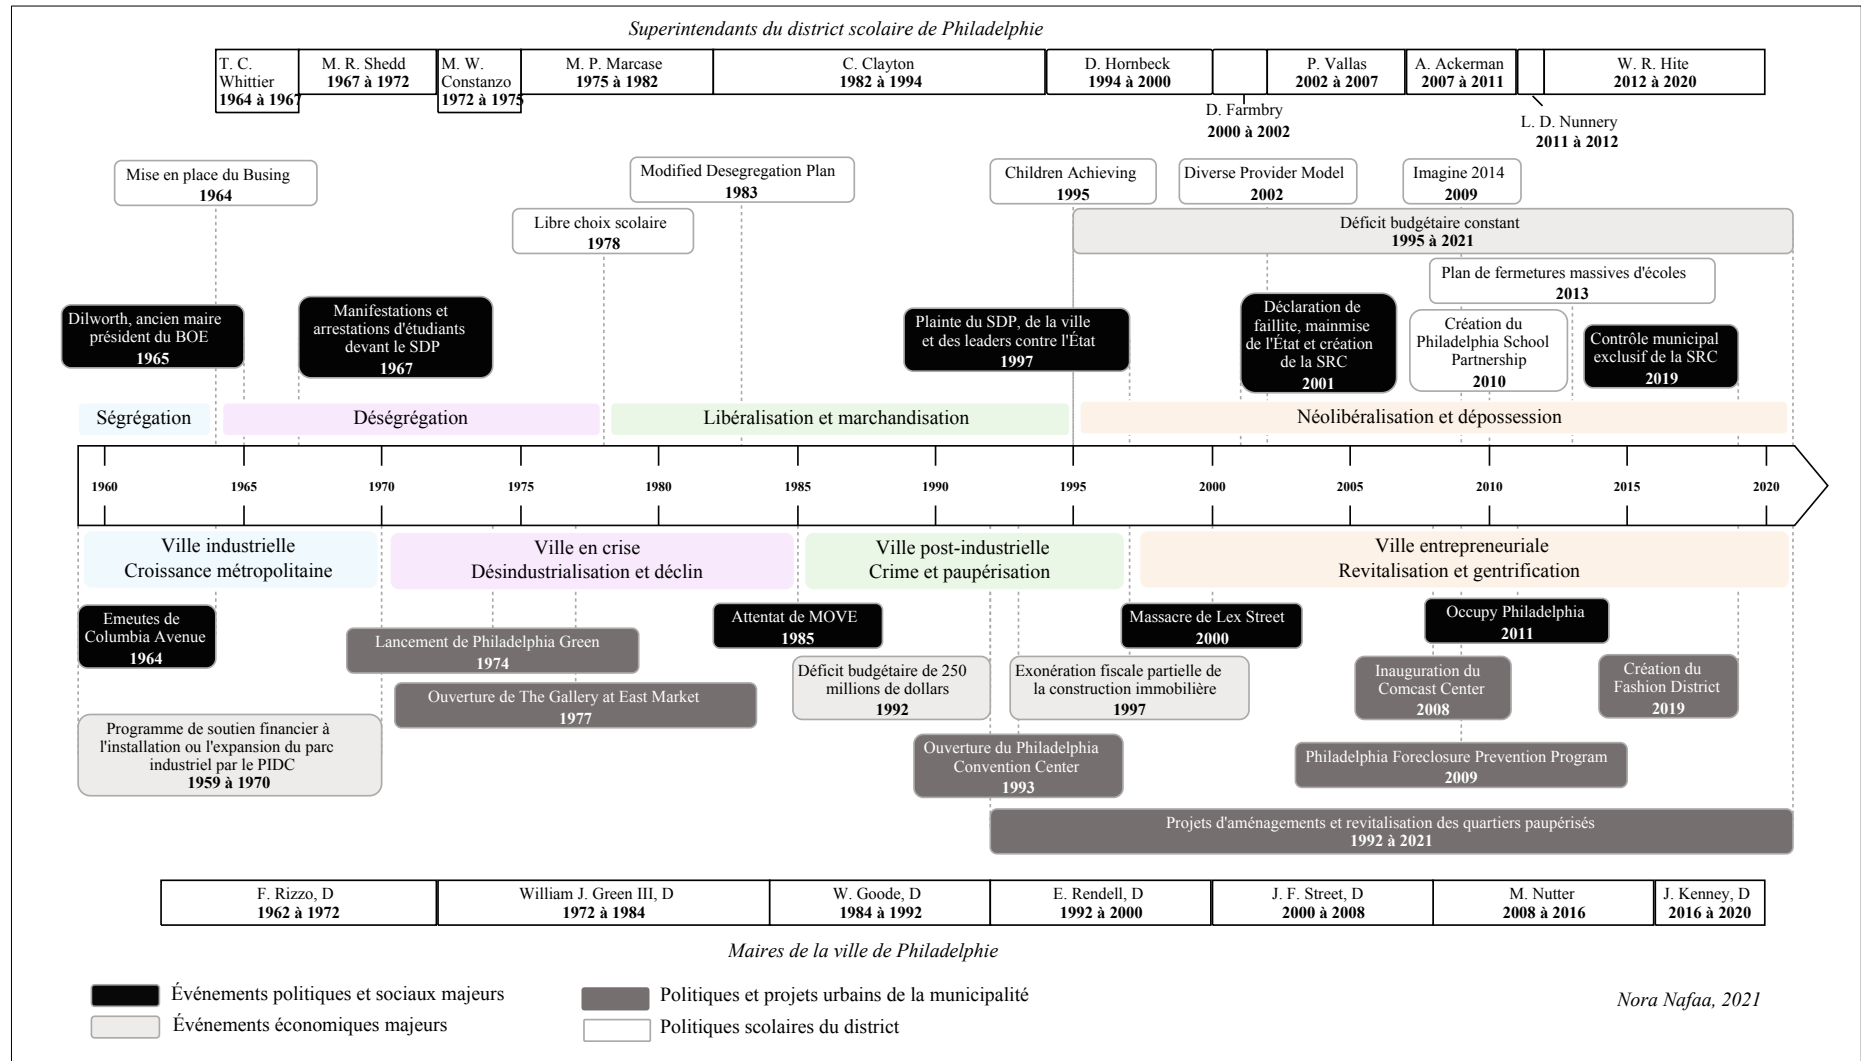 Superintendants du district scolaire de Philadelphie
T. C.
Whittier
1964 à 1967
M. R. Shedd
1967 à 1972
M. W.
Constanzo
1972 à 1975
M. P. Marcase
1975 à 1982
C. Clayton
1982 à 1994
D. Hornbeck
1994 à 2000
D. Farmbry
2000 à 2002
P. Vallas
2002 à 2007
A. Ackerman
2007 à 2011
L. D. Nunnery
2011 à 2012
W. R. Hite
2012 à 2020
Mise en place du Busing
1964
Libre choix scolaire
1978
Modified Desegregation Plan
1983
Children Achieving
1995
Diverse Provider Model
2002
Imagine 2014
2009
Déficit budgétaire constant
1995 à 2021
Plan de fermetures massives d'écoles
2013
Dilworth, ancien maire
président du BOE
1965
Manifestations et
arrestations d'étudiants
devant le SDP
1967
Plainte du SDP, de la ville
et des leaders contre l'État
1997
Déclaration de
faillite, mainmise
de l'État et création
de la SRC
2001
Création du
Philadelphia School
Partnership
2010
Contrôle municipal
exclusif de la SRC
2019
Ségrégation
Déségrégation
Libéralisation et marchandisation
Néolibéralisation et dépossession
1960
1965
1970
1975
1980
1985
1990
1995
2000
2005
2010
2015
2020
Ville industrielle
Croissance métropolitaine
Ville en crise
Désindustrialisation et déclin
Ville post-industrielle
Crime et paupérisation
Ville entrepreneuriale
Revitalisation et gentrification
Emeutes de
Columbia Avenue
1964
Lancement de Philadelphia Green
1974
Attentat de MOVE
1985
Massacre de Lex Street
2000
Occupy Philadelphia
2011
Ouverture de The Gallery at East Market
1977
Déficit budgétaire de 250
millions de dollars
1992
Exonération fiscale partielle de
la construction immobilière
1997
Inauguration du
Comcast Center
2008
Création du
Fashion District
2019
Programme de soutien financier à
l'installation ou l'expansion du parc
industriel par le PIDC
1959 à 1970
Ouverture du Philadelphia
Convention Center
1993
Philadelphia Foreclosure Prevention Program
2009
Projets d'aménagements et revitalisation des quartiers paupérisés
1992 à 2021
F. Rizzo, D
1962 à 1972
William J. Green III, D
1972 à 1984
W. Goode, D
1984 à 1992
E. Rendell, D
1992 à 2000
J. F. Street, D
2000 à 2008
M. Nutter
2008 à 2016
J. Kenney, D
2016 à 2020
Maires de la ville de Philadelphie
Événements politiques et sociaux majeurs
Événements économiques majeurs
Politiques et projets urbains de la municipalité
Politiques scolaires du district
Nora Nafaa, 2021